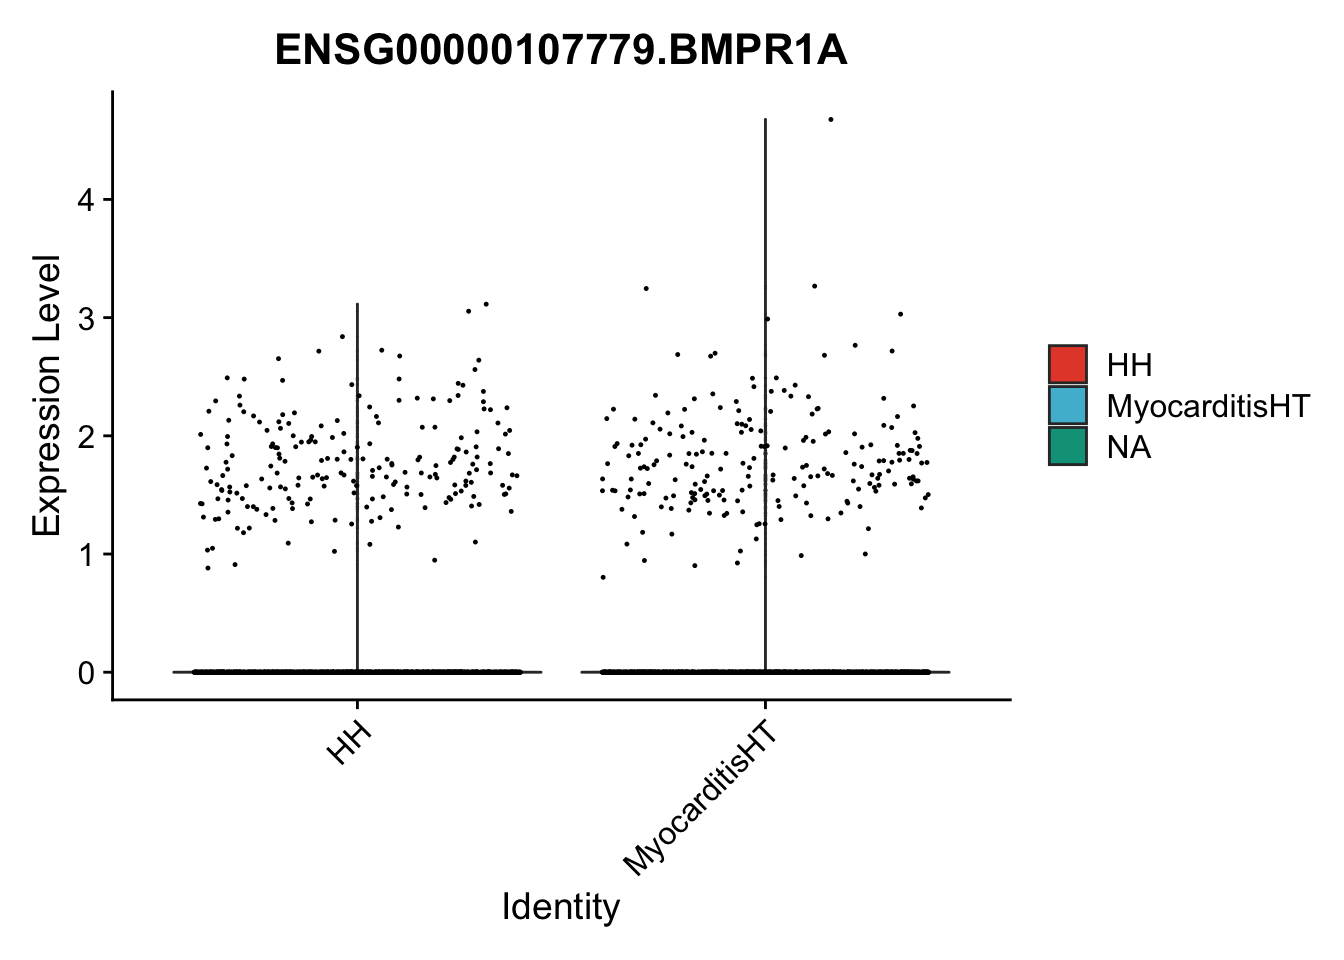 ENSG00000107779.BMPR1A
Expression Level
4
3
2
1
0
HH
MyocarditisHT
Identity
HH
MyocarditisHT
NA